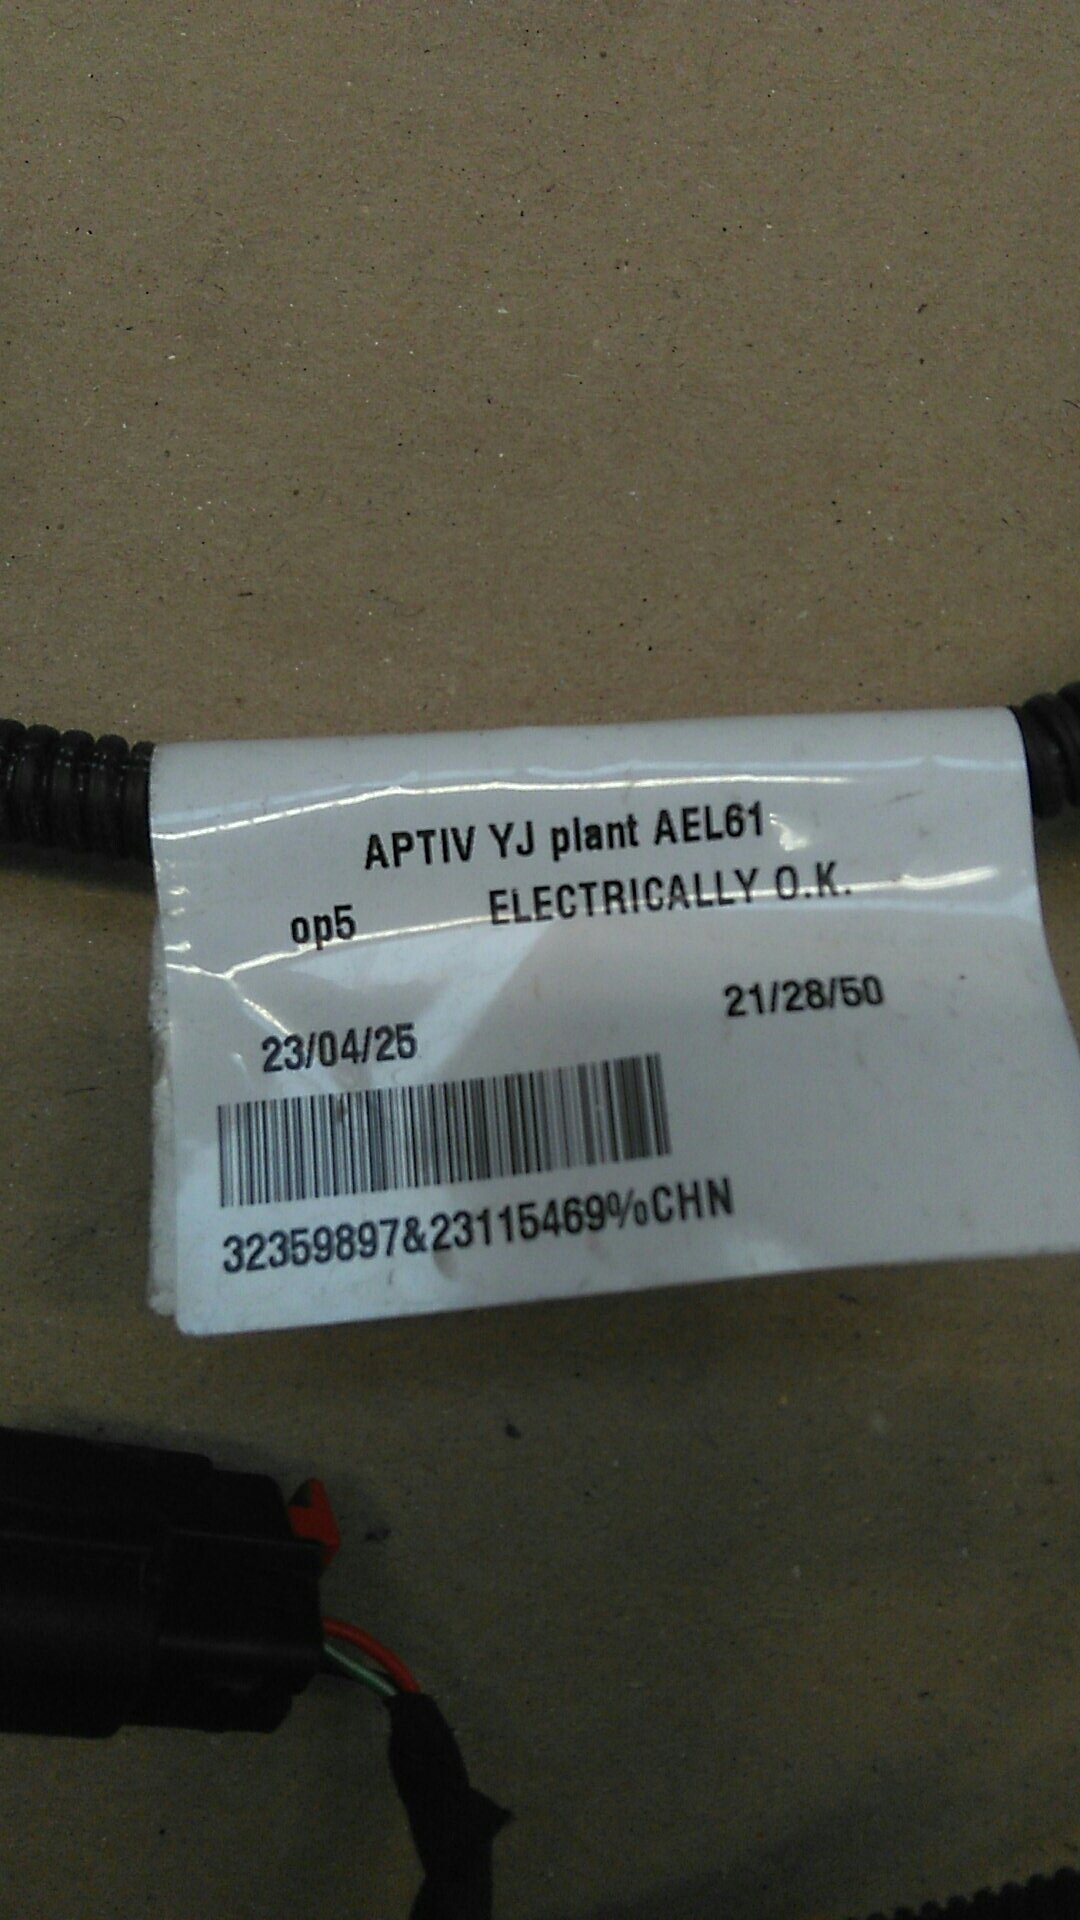 APTIV YJ plant AEL61
op5 ELECTRICALLY O.K.
23/04/25 21/28/50
32359897&23115469%CHN